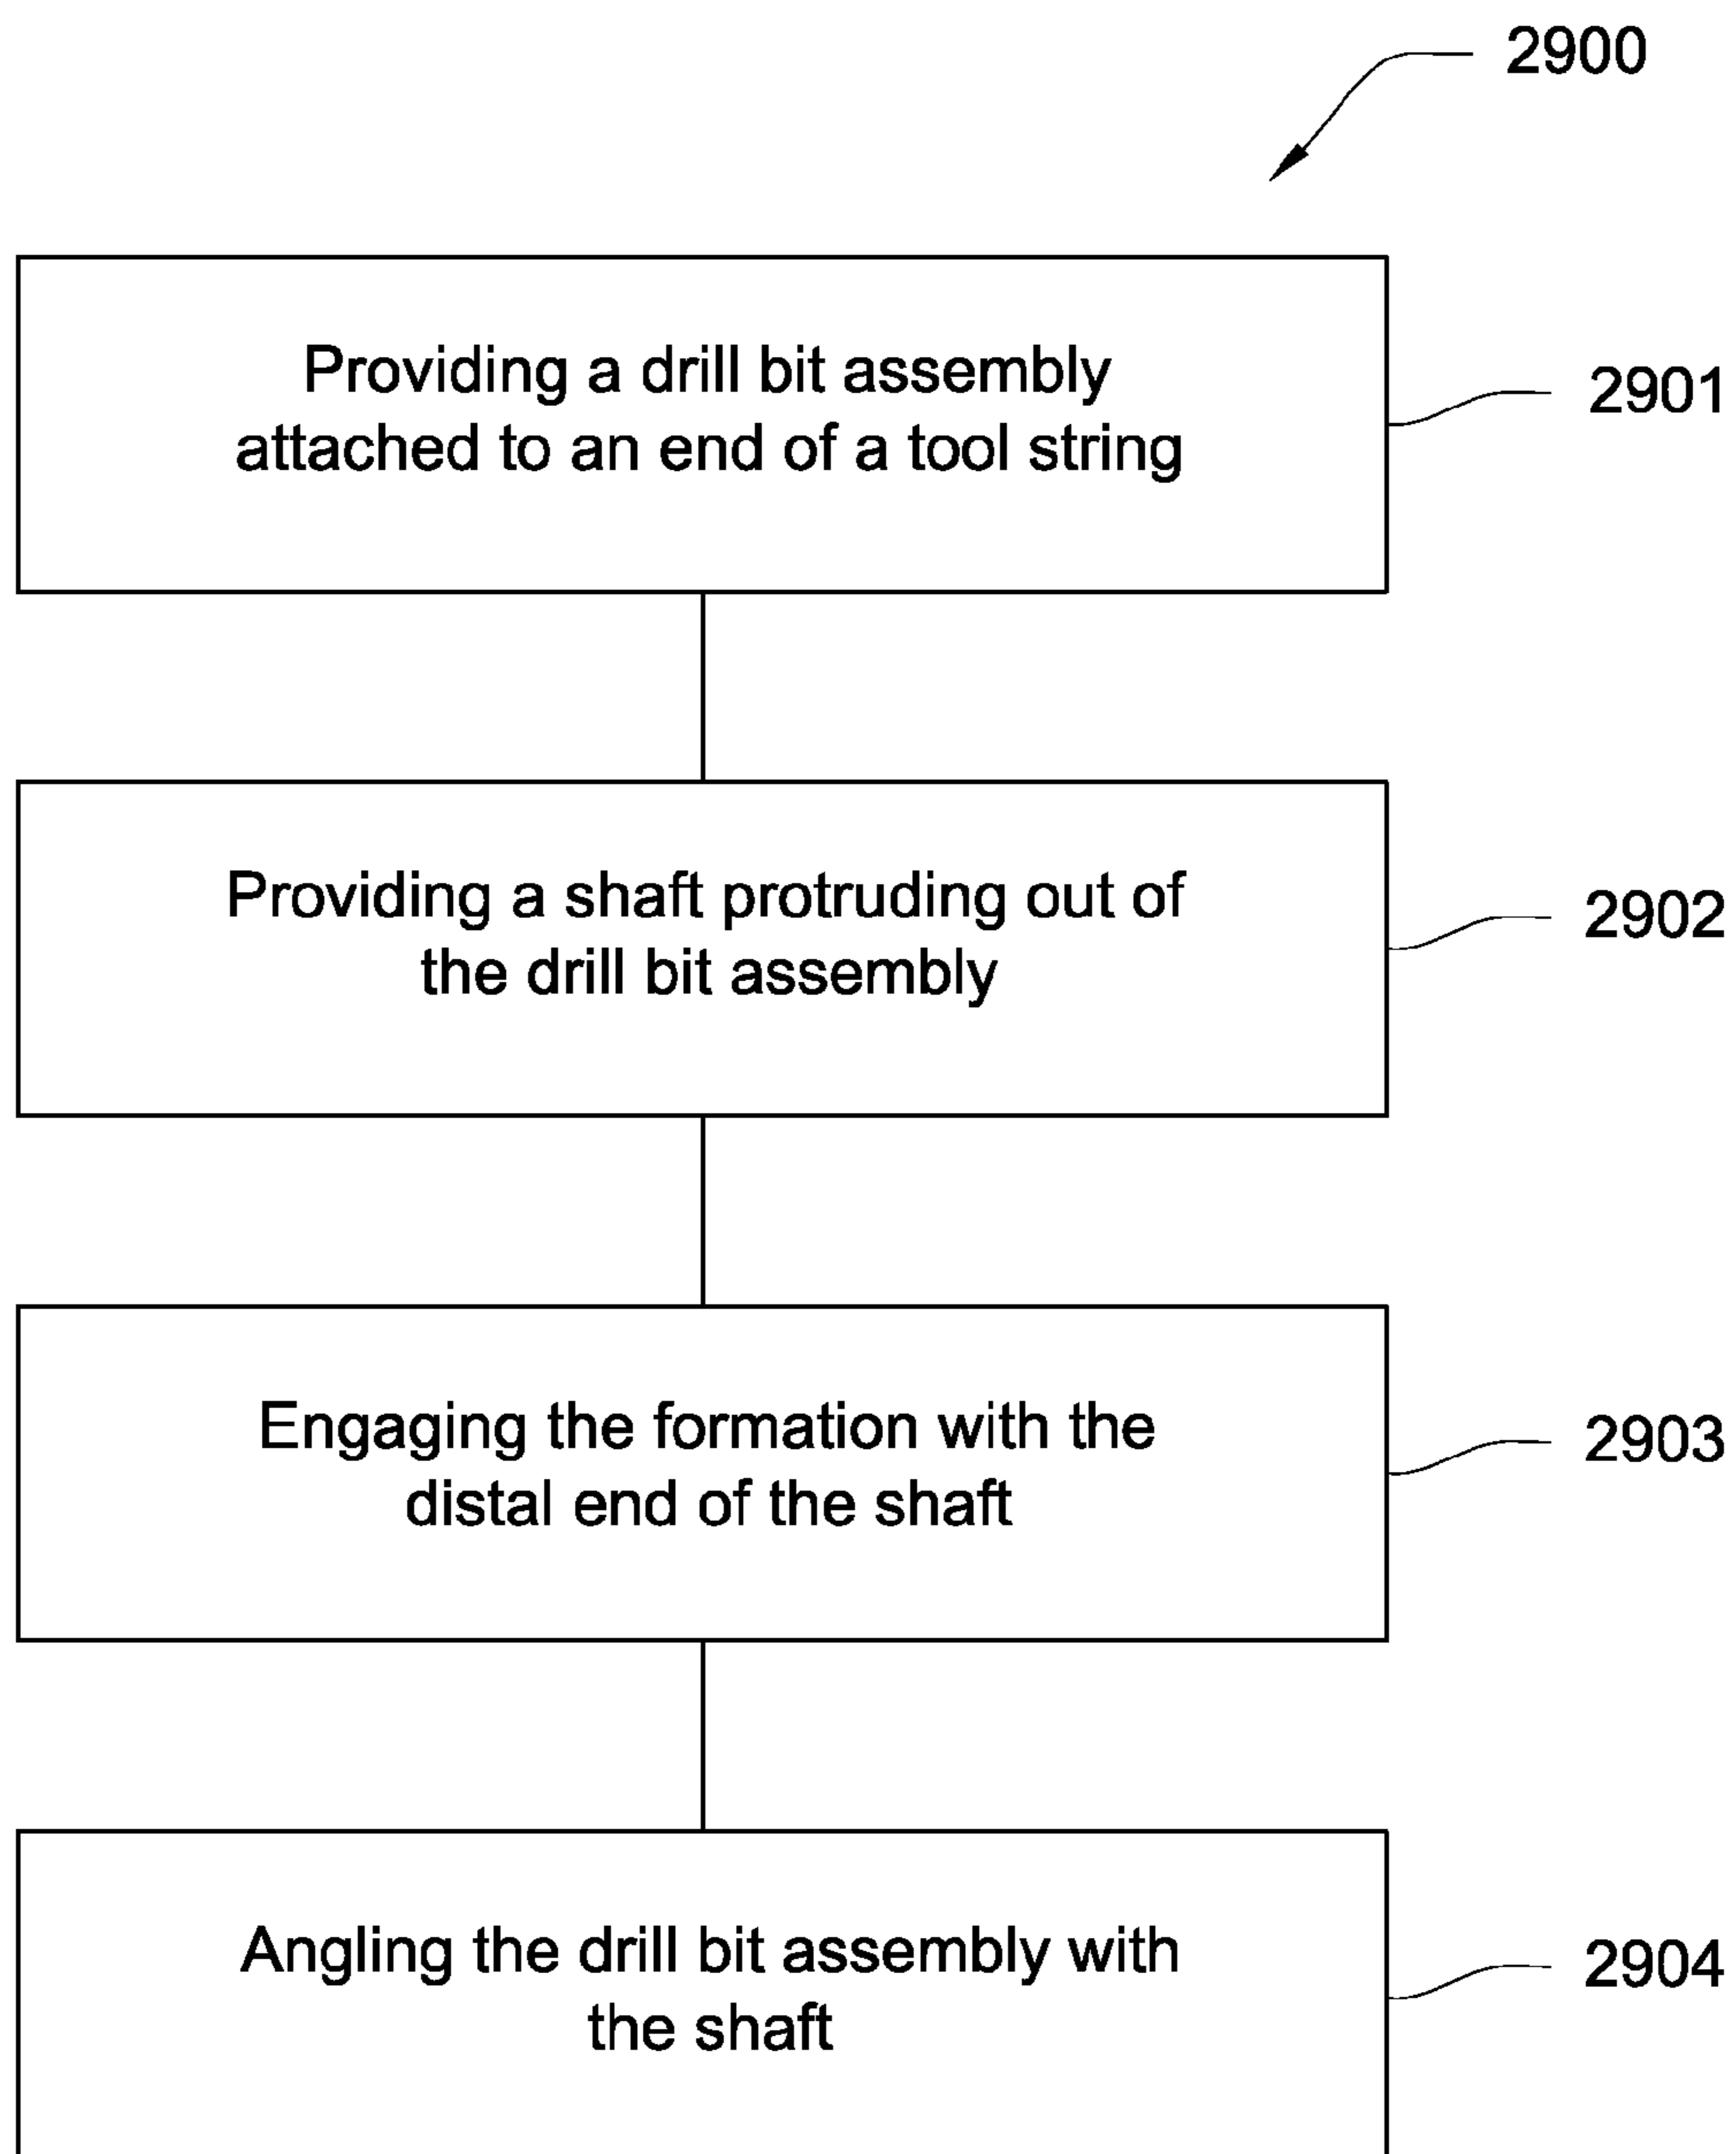 2900
Providing a drill bit assembly
attached to an end of a tool string
2901
Providing a shaft protruding out of
the drill bit assembly
2902
Engaging the formation with the
distal end of the shaft
2903
Angling the drill bit assembly with
the shaft
2904